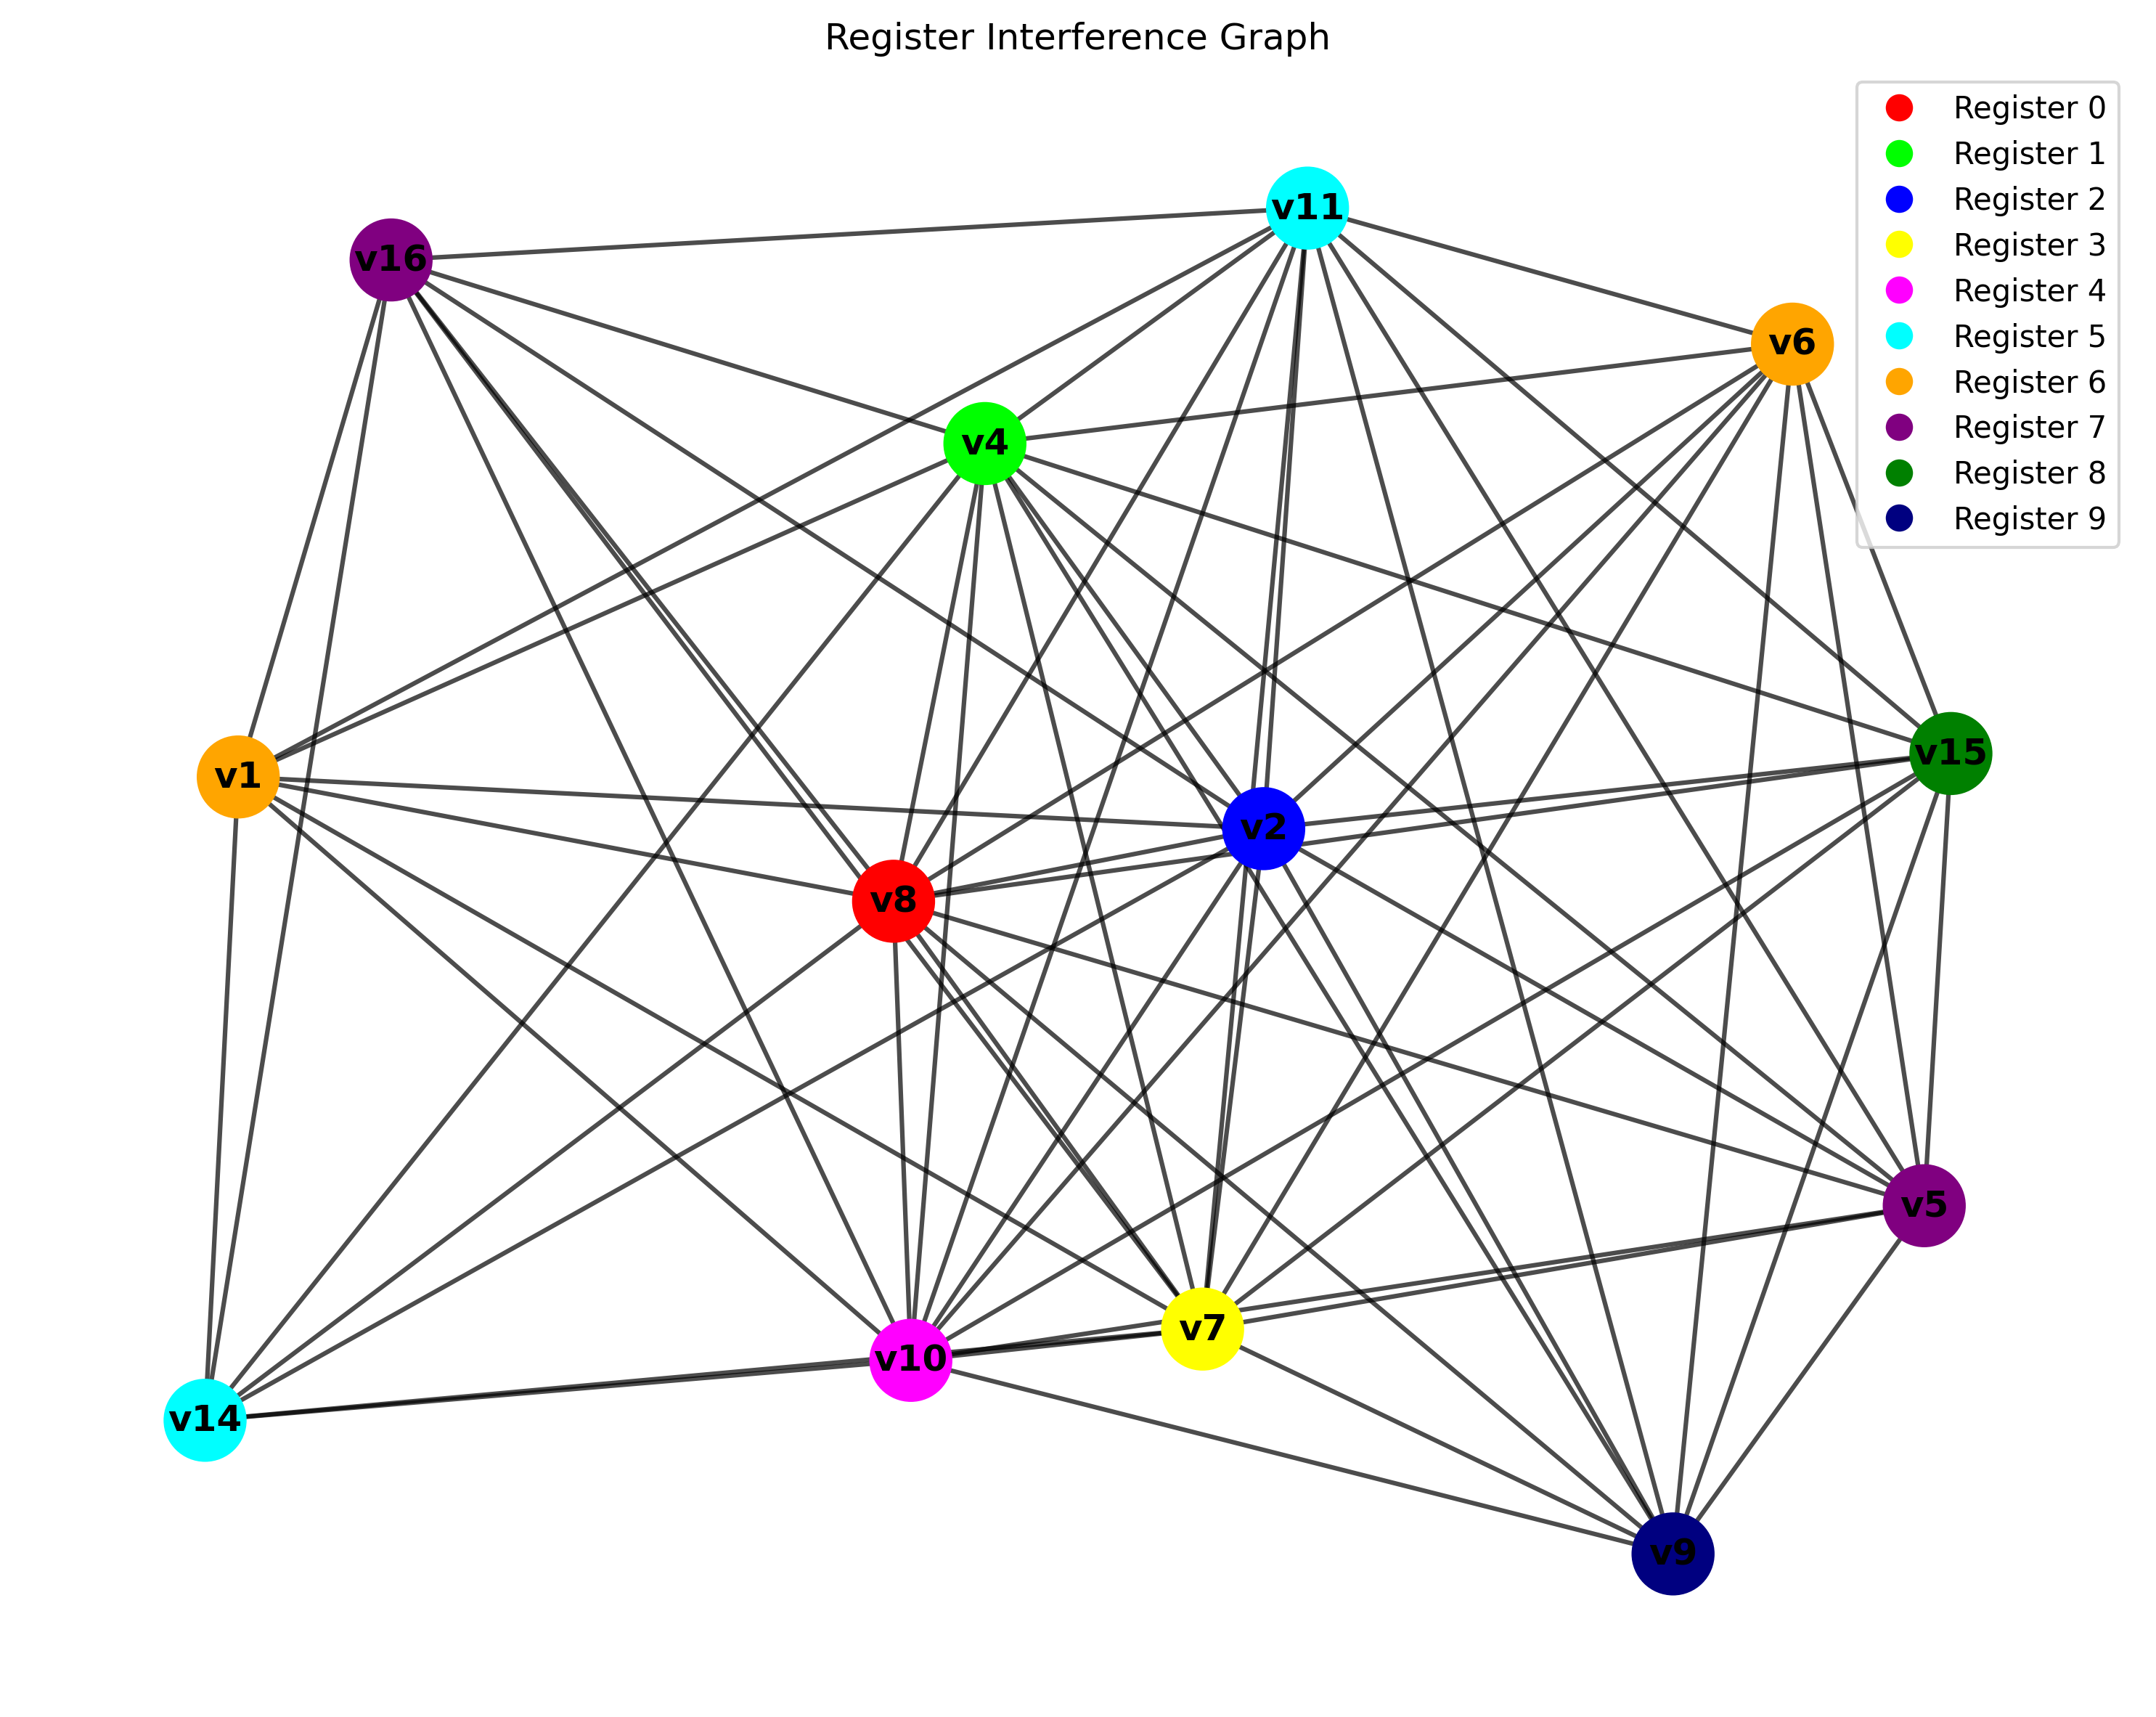 Register Interference Graph
Register 0
Register 1
Register 2
Register 3
Register 4
Register 5
Register 6
Register 7
Register 8
Register 9
v11
v16
v6
v4
v15
v1
v2
v8
v5
v7
v10
v14
v9